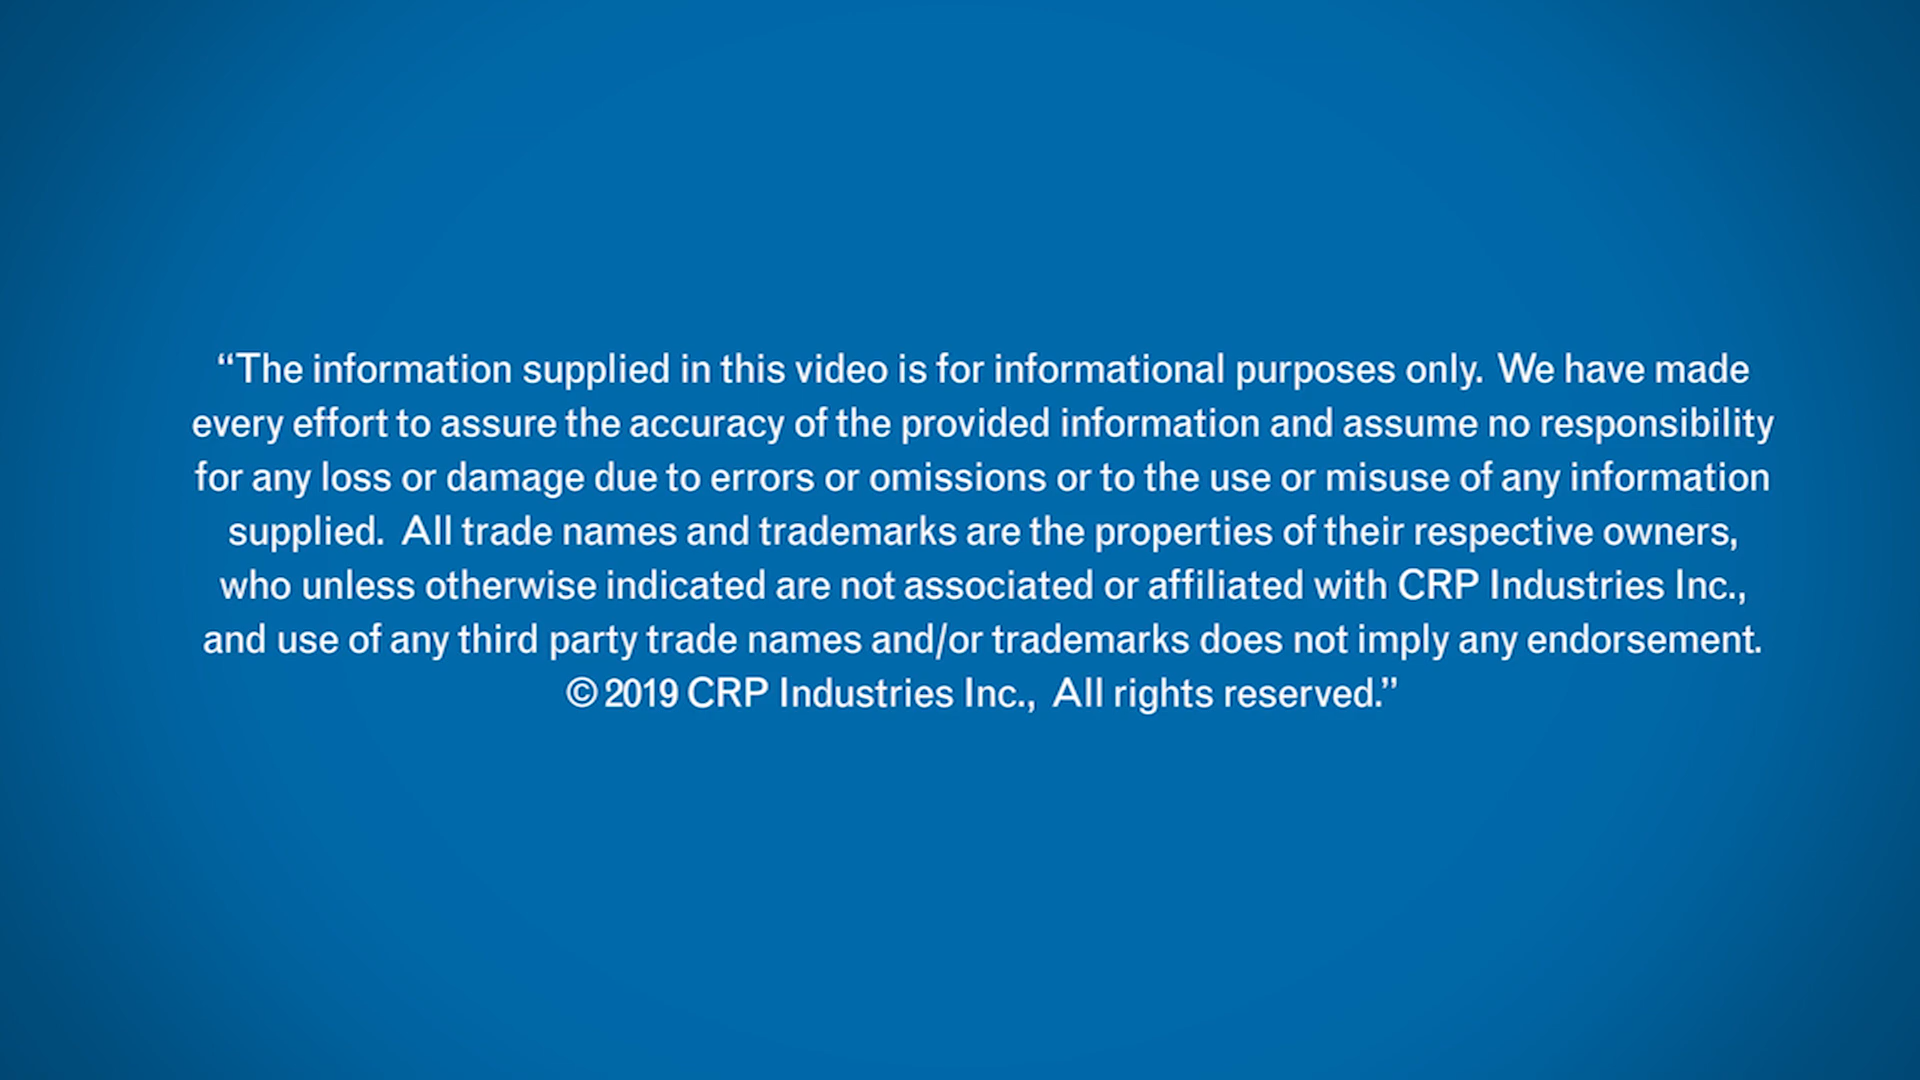 “The information supplied in this video is for informational purposes only. We have made
every effort to assure the accuracy of the provided information and assume no responsibility
for any loss or damage due to errors or omissions or to the use or misuse of any information
supplied. All trade names and trademarks are the properties of their respective owners,
who unless otherwise indicated are not associated or affiliated with CRP Industries Inc.,
and use of any third party trade names and/or trademarks does not imply any endorsement.
© 2019 CRP Industries Inc., All rights reserved.”